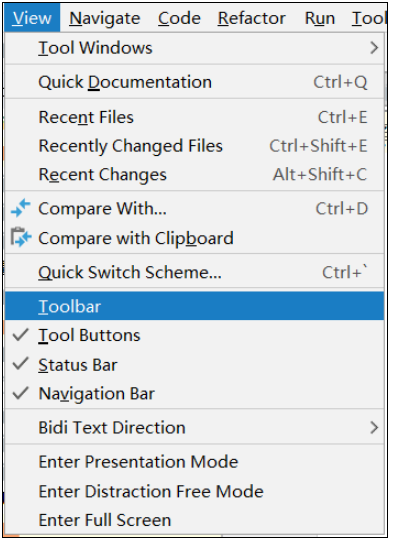 View Navigate Code Refactor Run Tool
Tool Windows
Quick Documentation Ctrl+Q
Recent Files Ctrl+E
Recently Changed Files Ctrl+Shift+E
Recent Changes Alt+Shift+C
Compare With... Ctrl+D
Compare with Clipboard
Quick Switch Scheme... Ctrl+`
Toolbar
Tool Buttons
Status Bar
Navigation Bar
Bidi Text Direction
Enter Presentation Mode
Enter Distraction Free Mode
Enter Full Screen